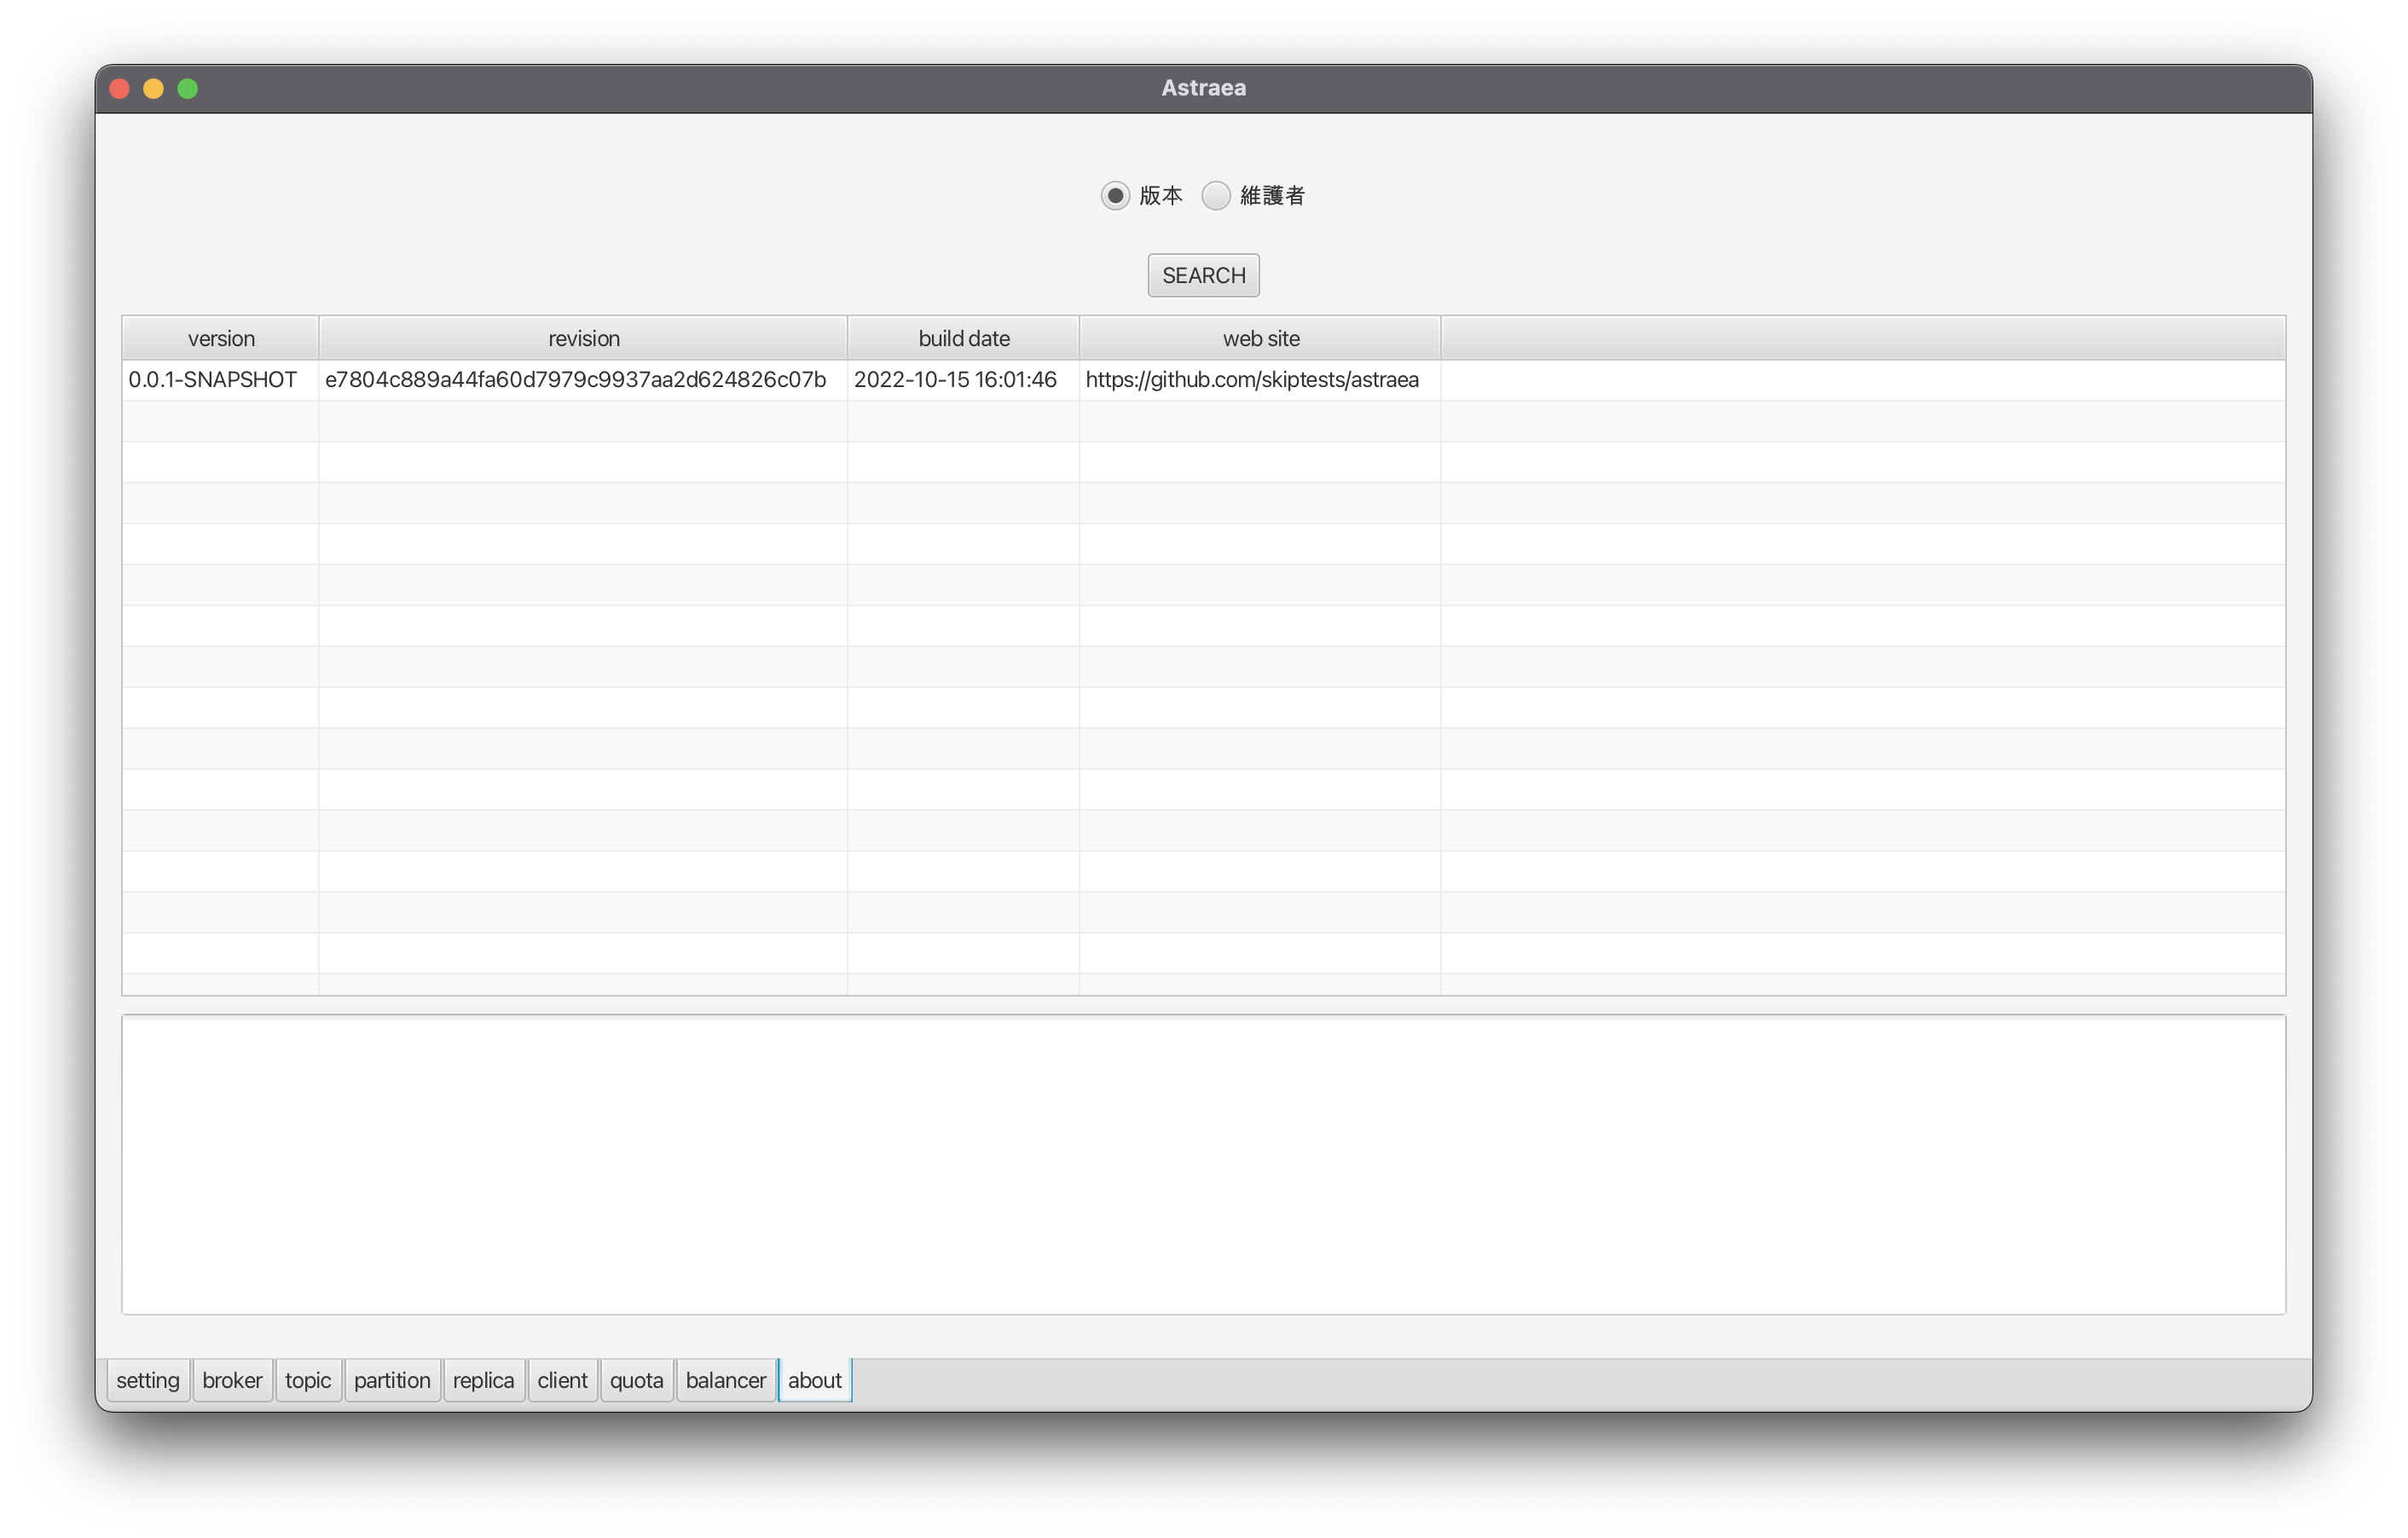 Astraea
版本 維護者
SEARCH
version revision build date web site
0.0.1-SNAPSHOT e7804c889a44fa60d7979c9937aa2d624826c07b 2022-10-15 16:01:46 https://github.com/skiptests/astraea
setting broker topic partition replica client quota balancer about